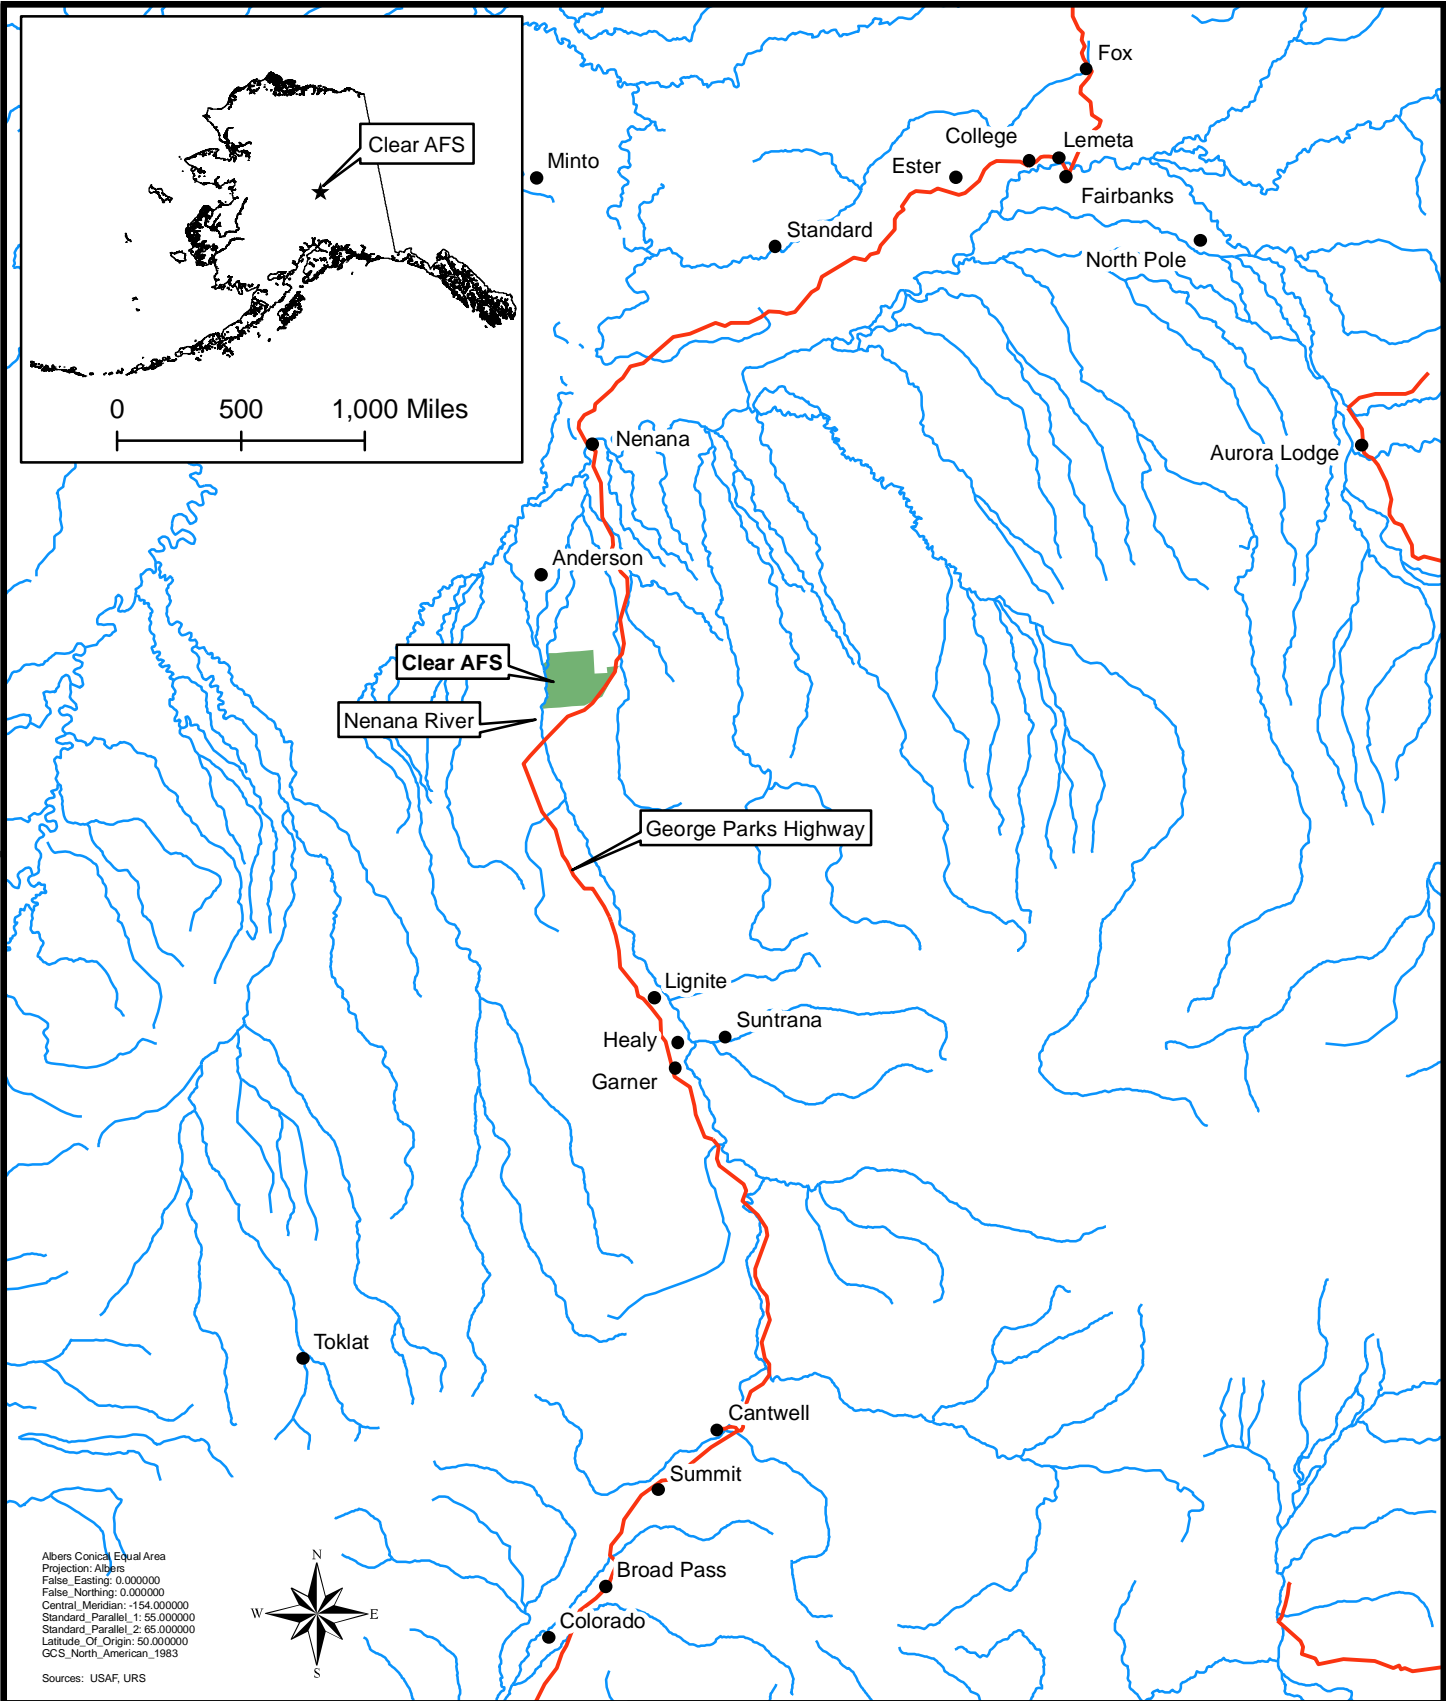 Clear AFS
0 500 1,000 Miles
Fox
College
Lemeta
Minto
Ester
Fairbanks
Standard
North Pole
Nenana
Aurora Lodge
Anderson
Clear AFS
Nenana River
George Parks Highway
Lignite
Suntrana
Healy
Garner
Toklat
Cantwell
Summit
Broad Pass
Colorado
Albers Conical Equal Area
Projection: Albers
False_Easting: 0.000000
False_Northing: 0.000000
Central_Meridian: -154.000000
Standard_Parallel_1: 55.000000
Standard_Parallel_2: 65.000000
Latitude_Of_Origin: 50.000000
GCS_North_American_1983
Sources: USAF, URS
N
W E
S